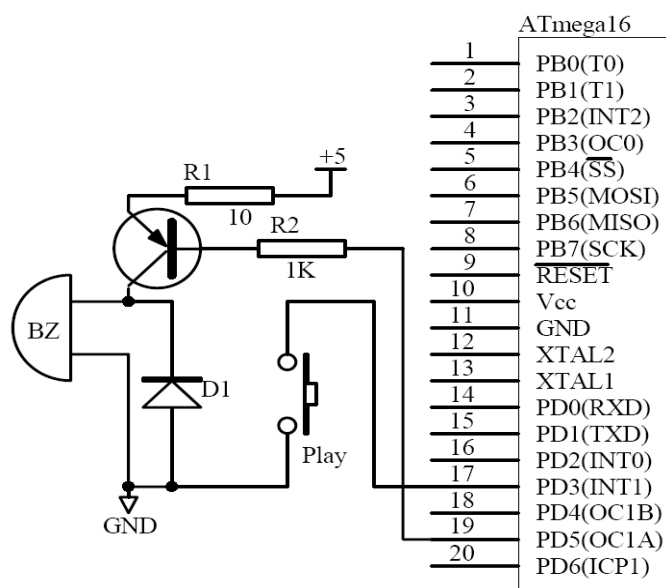 ATmega16
1 PB0(T0)
2 PB1(T1)
3 PB2(INT2)
4 PB3(OC0)
5 PB4(SS)
6 PB5(MOSI)
7 PB6(MISO)
8 PB7(SCK)
9 RESET
10 Vcc
11 GND
12 XTAL2
13 XTAL1
14 PD0(RXD)
15 PD1(TXD)
16 PD2(INT0)
17 PD3(INT1)
18 PD4(OC1B)
19 PD5(OC1A)
20 PD6(ICP1)
+5
R1
10
R2
1K
BZ
D1
Play
GND